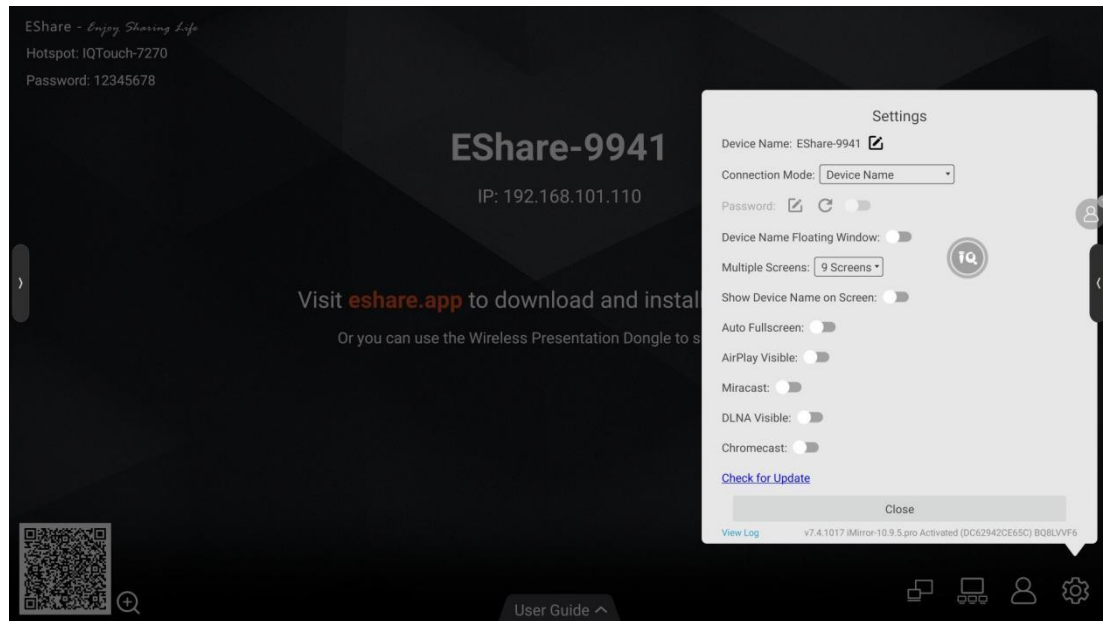 EShare - Enjoy Sharing Life
Hotspot: IQTouch-7270
Password: 12345678
EShare-9941
IP: 192.168.101.110
Visit eshare.app to download and instal
Or you can use the Wireless Presentation Dongle to s
Settings
Device Name: EShare-9941
Connection Mode: Device Name
Password:
Device Name Floating Window:
Multiple Screens: 9 Screens
IQ
Show Device Name on Screen:
Auto Fullscreen:
AirPlay Visible:
Miracast:
DLNA Visible:
Chromecast:
Check for Update
Close
View Log v7.4.1017 iMirror-10.9.5.pro Activated (DC62942CE65C) BQ8LVVF6
User Guide